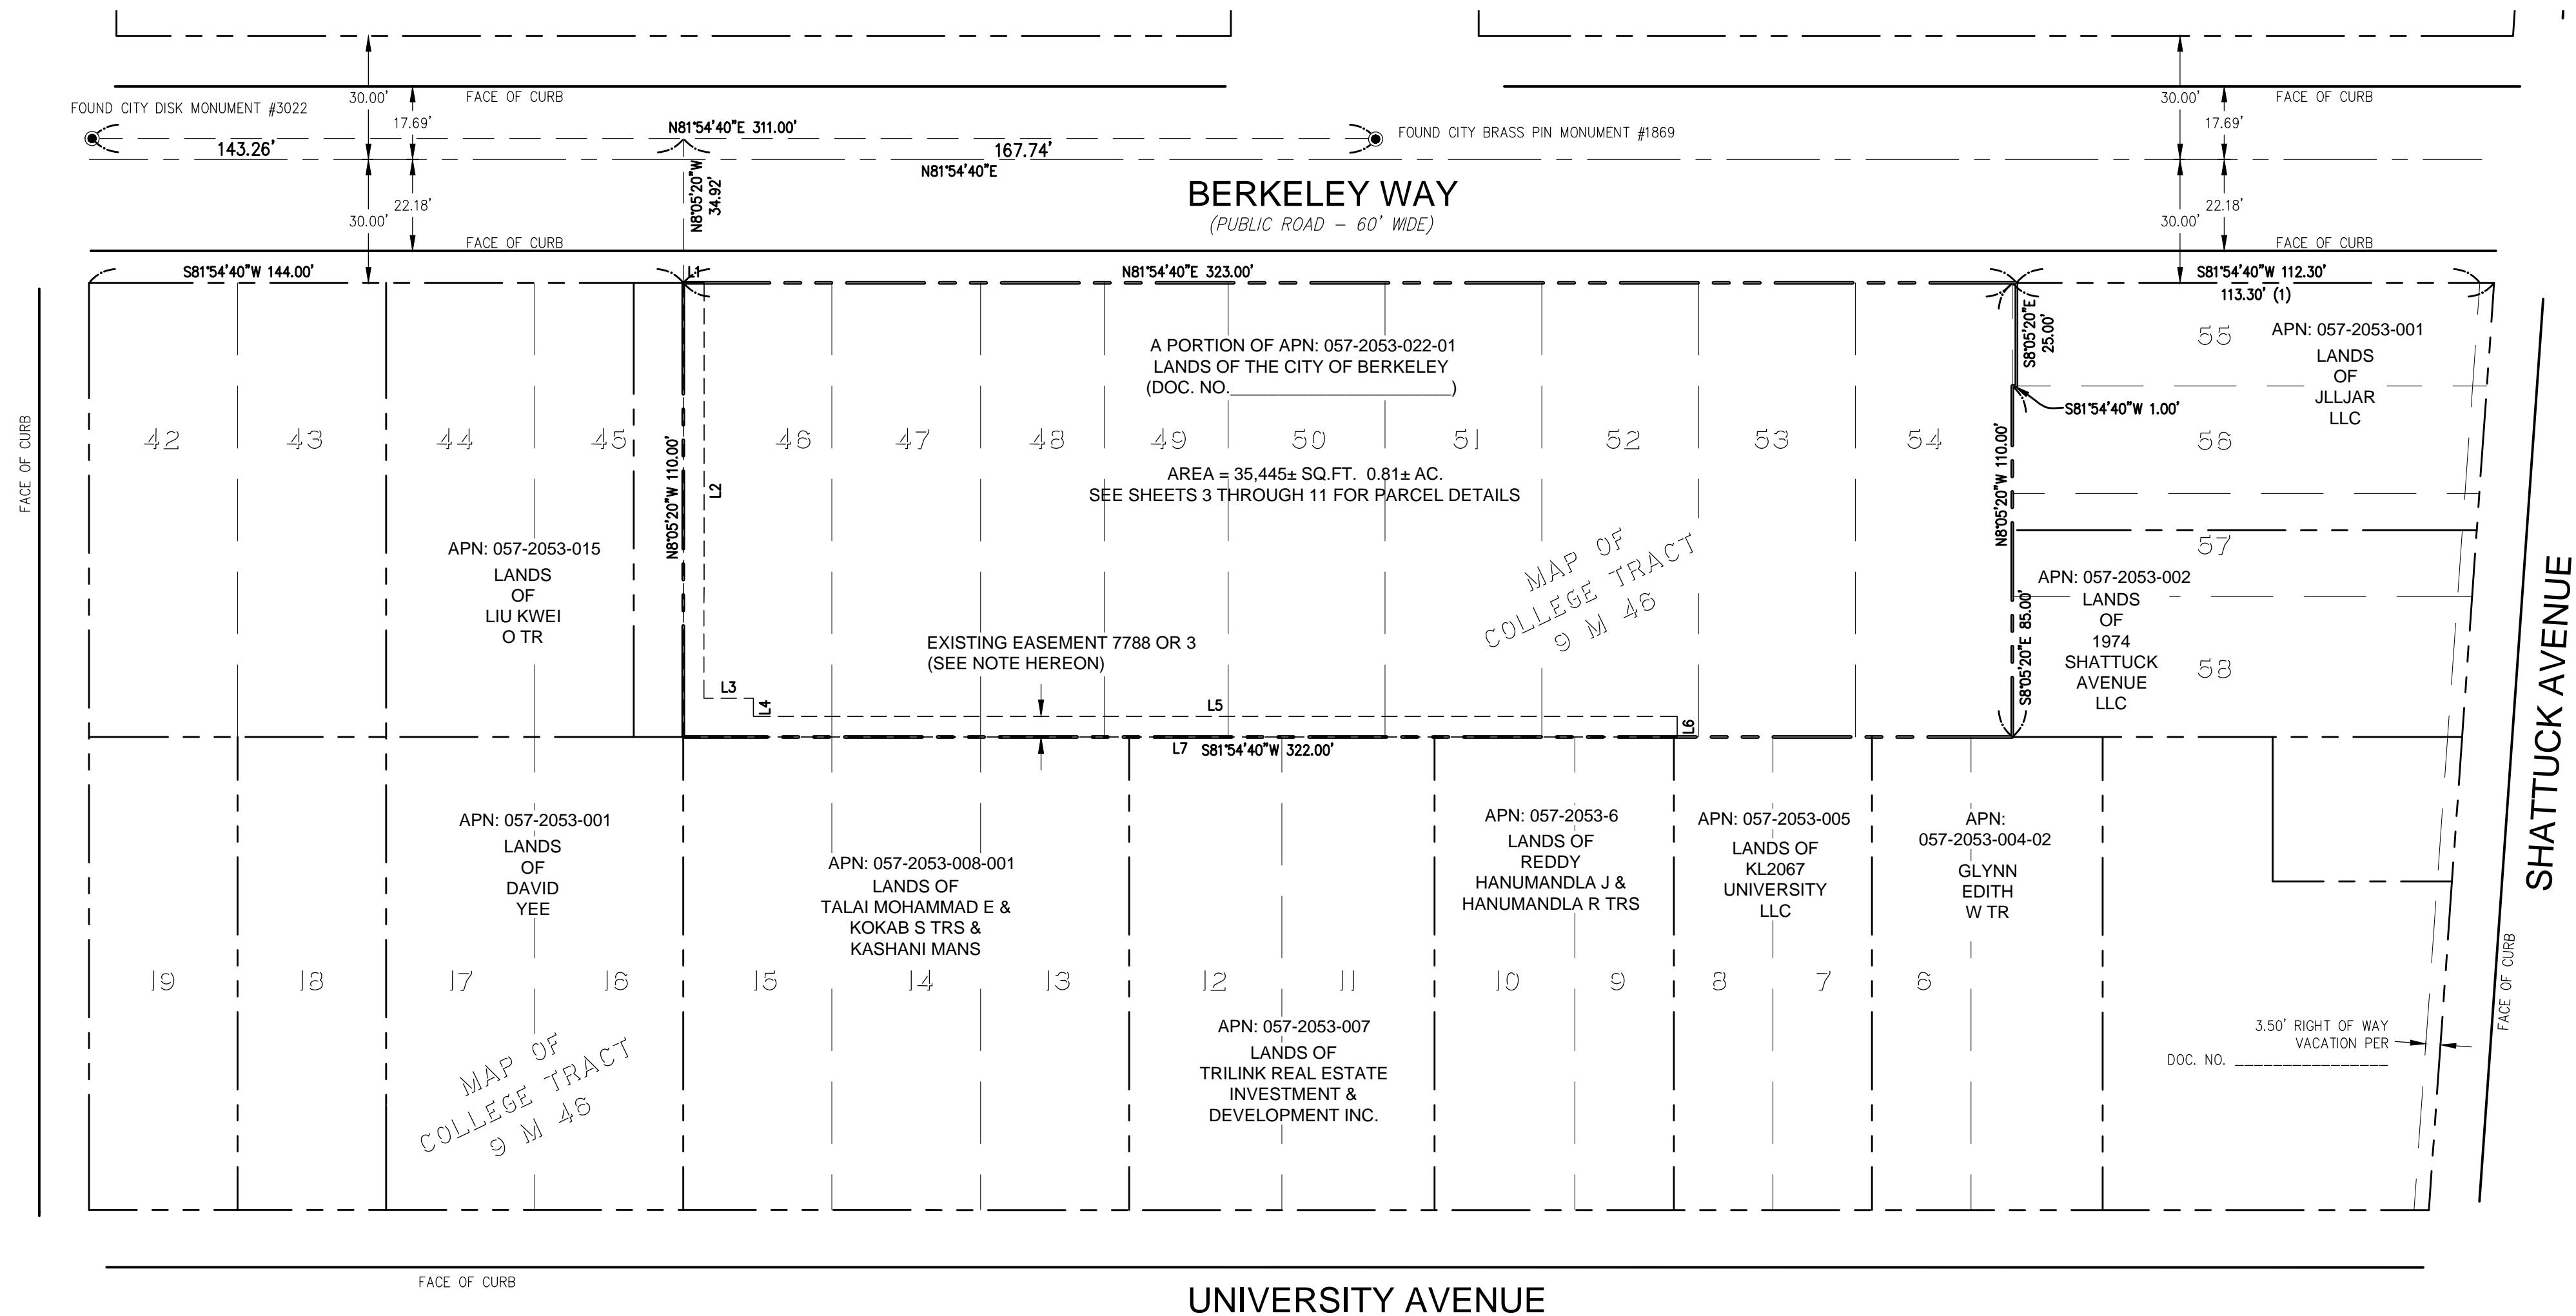 30.00'
FACE OF CURB
17.69'
FOUND CITY DISK MONUMENT #3022
N81°54'40"E 311.00'
143.26'
167.74'
FOUND CITY BRASS PIN MONUMENT #1869
30.00'
FACE OF CURB
17.69'
N81°54'40"E
N8°05'20"W
34.92'
BERKELEY WAY
(PUBLIC ROAD – 60' WIDE)
22.18'
30.00'
FACE OF CURB
22.18'
30.00'
FACE OF CURB
S81°54'40"W 144.00'
L1
N81°54'40"E 323.00'
S81°54'40"W 112.30'
113.30' (1)
S8°05'20"E
25.00'
A PORTION OF APN: 057-2053-022-01
LANDS OF THE CITY OF BERKELEY
(DOC. NO.________________________)
55
APN: 057-2053-001
LANDS
OF
JLLJAR
LLC
S81°54'40"W 1.00'
FACE OF CURB
42
43
44
45
46
47
48
49
50
51
52
53
54
56
N8°05'20"W 110.00'
L2
AREA = 35,445± SQ.FT. 0.81± AC.
SEE SHEETS 3 THROUGH 11 FOR PARCEL DETAILS
N8°05'20"W 110.00'
APN: 057-2053-015
LANDS
OF
LIU KWEI
O TR
MAP OF
COLLEGE TRACT
9 M 46
57
APN: 057-2053-002
LANDS
OF
1974
SHATTUCK
AVENUE
LLC
58
S8°05'20"E 85.00'
SHATTUCK AVENUE
EXISTING EASEMENT 7788 OR 3
(SEE NOTE HEREON)
L3
L4
L5
L6
L7
S81°54'40"W 322.00'
APN: 057-2053-001
LANDS
OF
DAVID
YEE
APN: 057-2053-008-001
LANDS OF
TALAI MOHAMMAD E &
KOKAB S TRS &
KASHANI MANS
APN: 057-2053-6
LANDS OF
REDDY
HANUMANDLA J &
HANUMANDLA R TRS
APN: 057-2053-005
LANDS OF
KL2067
UNIVERSITY
LLC
APN:
057-2053-004-02
GLYNN
EDITH
W TR
19
18
17
16
15
14
13
12
11
10
9
8
7
6
FACE OF CURB
MAP OF
COLLEGE TRACT
9 M 46
APN: 057-2053-007
LANDS OF
TRILINK REAL ESTATE
INVESTMENT &
DEVELOPMENT INC.
3.50' RIGHT OF WAY
VACATION PER
DOC. NO. ________________
FACE OF CURB
UNIVERSITY AVENUE